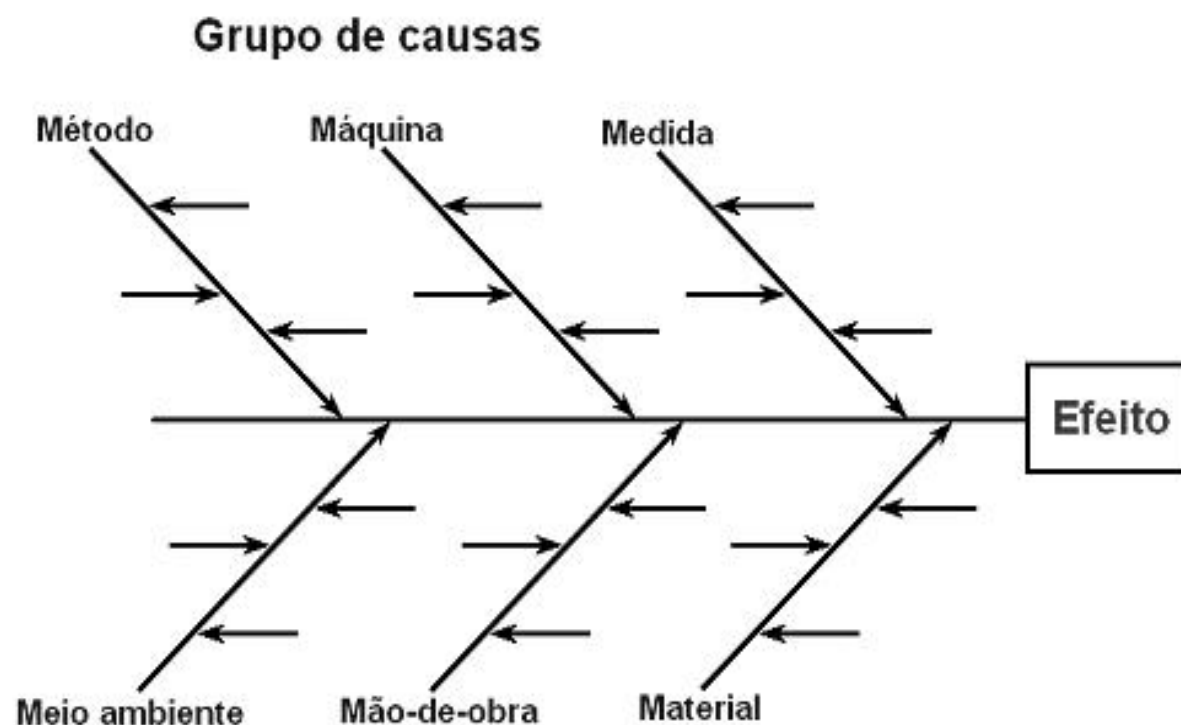 Grupo de causas
Método
Máquina
Medida
Efeito
Meio ambiente
Mão-de-obra
Material